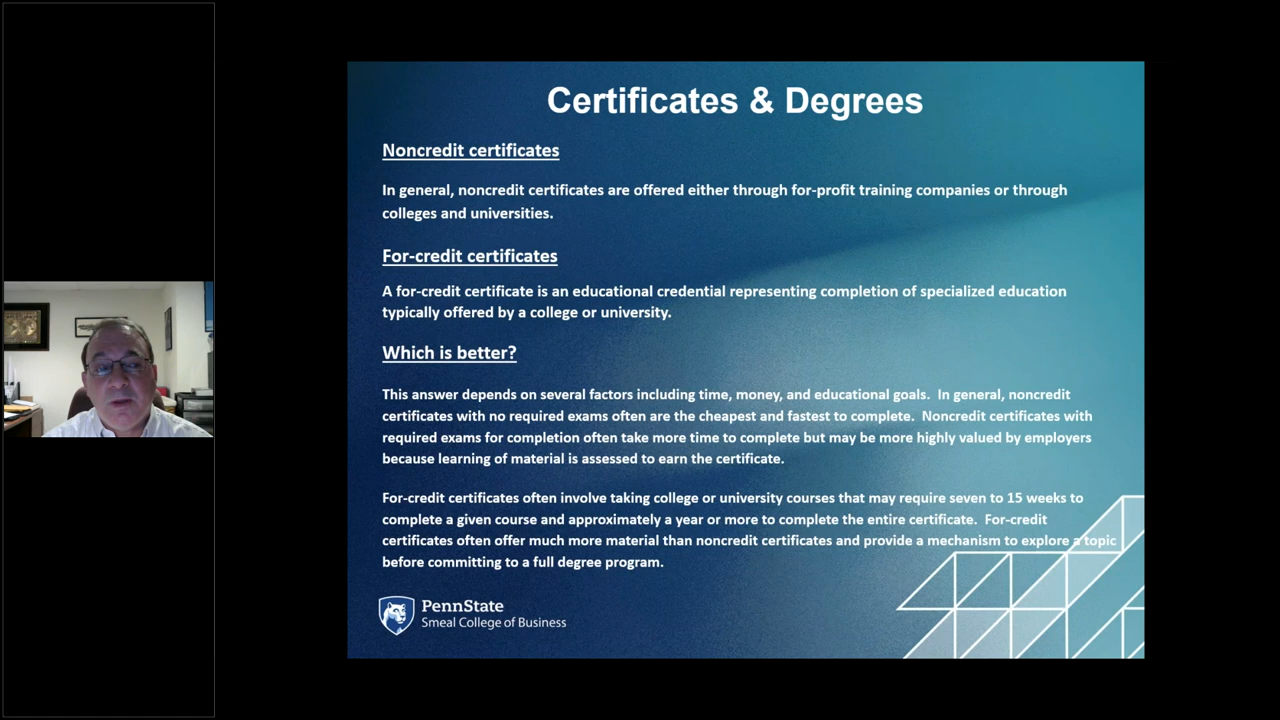 Certificates & Degrees
Noncredit certificates
In general, noncredit certificates are offered either through for-profit training companies or through
colleges and universities.
For-credit certificates
A for-credit certificate is an educational credential representing completion of specialized education
typically offered by a college or university.
Which is better?
This answer depends on several factors including time, money, and educational goals.  In general, noncredit
certificates with no required exams often are the cheapest and fastest to complete.  Noncredit certificates with
required exams for completion often take more time to complete but may be more highly valued by employers
because learning of material is assessed to earn the certificate.
For-credit certificates often involve taking college or university courses that may require seven to 15 weeks to
complete a given course and approximately a year or more to complete the entire certificate.  For-credit
certificates often offer much more material than noncredit certificates and provide a mechanism to explore a topic
before committing to a full degree program.
PennState
Smeal College of Business